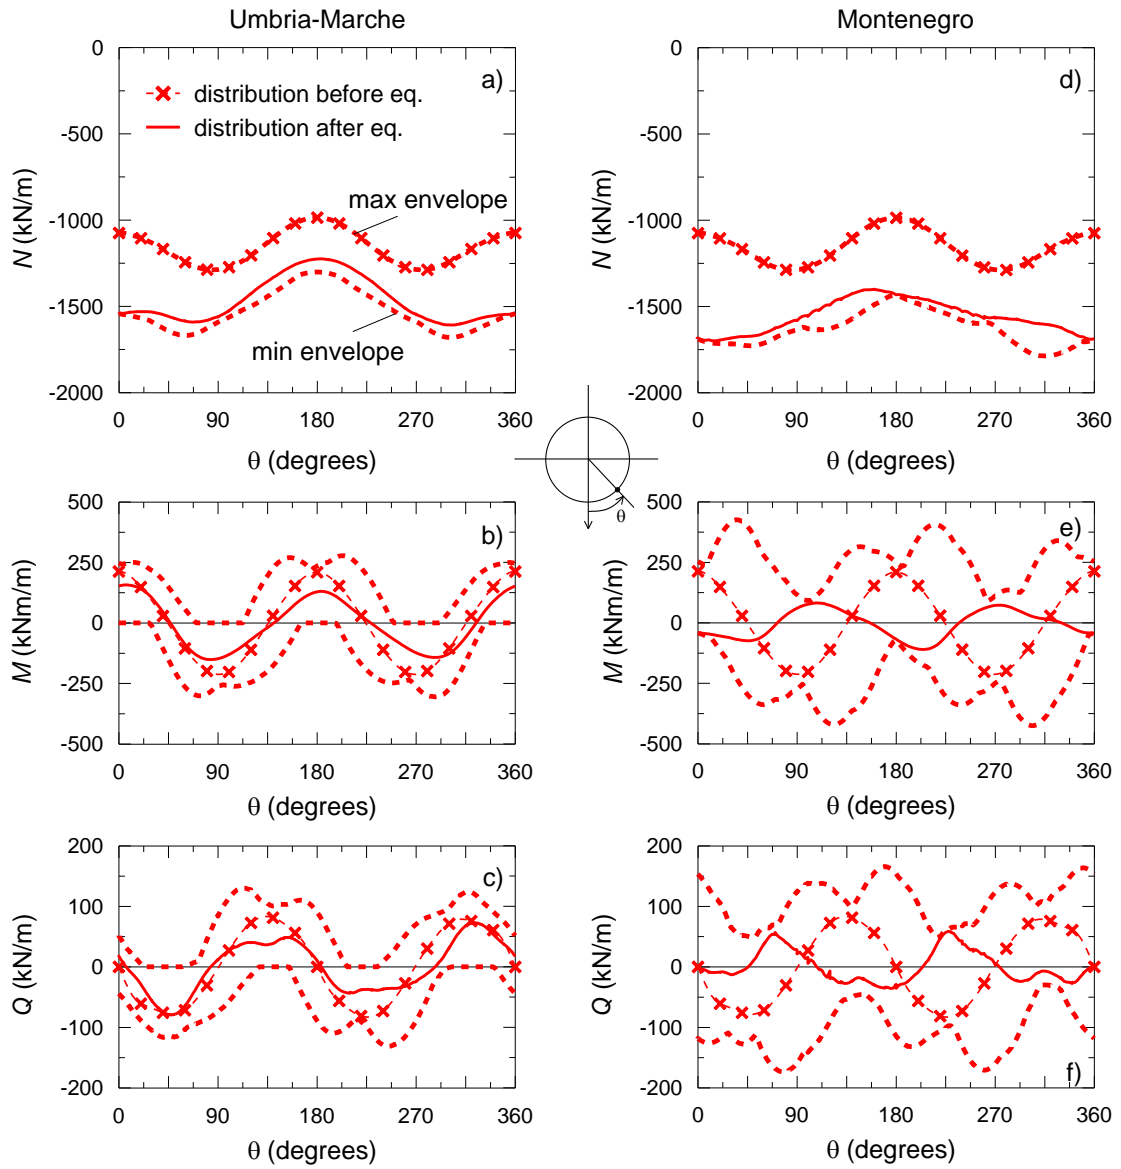 Umbria-Marche
Montenegro
0
-500
-1000
-1500
-2000
N (kN/m)
a)
distribution before eq.
distribution after eq.
max envelope
min envelope
0 90 180 270 360
θ (degrees)
0
-500
-1000
-1500
-2000
N (kN/m)
d)
0 90 180 270 360
θ (degrees)
θ
500
250
0
-250
-500
M (kNm/m)
b)
0 90 180 270 360
θ (degrees)
500
250
0
-250
-500
M (kNm/m)
e)
0 90 180 270 360
θ (degrees)
200
100
0
-100
-200
Q (kN/m)
c)
0 90 180 270 360
θ (degrees)
200
100
0
-100
-200
Q (kN/m)
f)
0 90 180 270 360
θ (degrees)